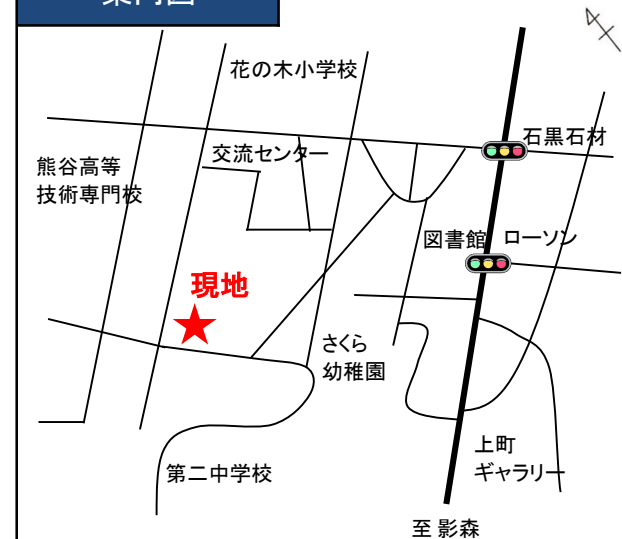 案内図
花の木小学校
石黒石材
交流センター
熊谷高等
技術専門校
図書館
ローソン
現地
さくら
幼稚園
上町
ギャラリー
第二中学校
至 影森